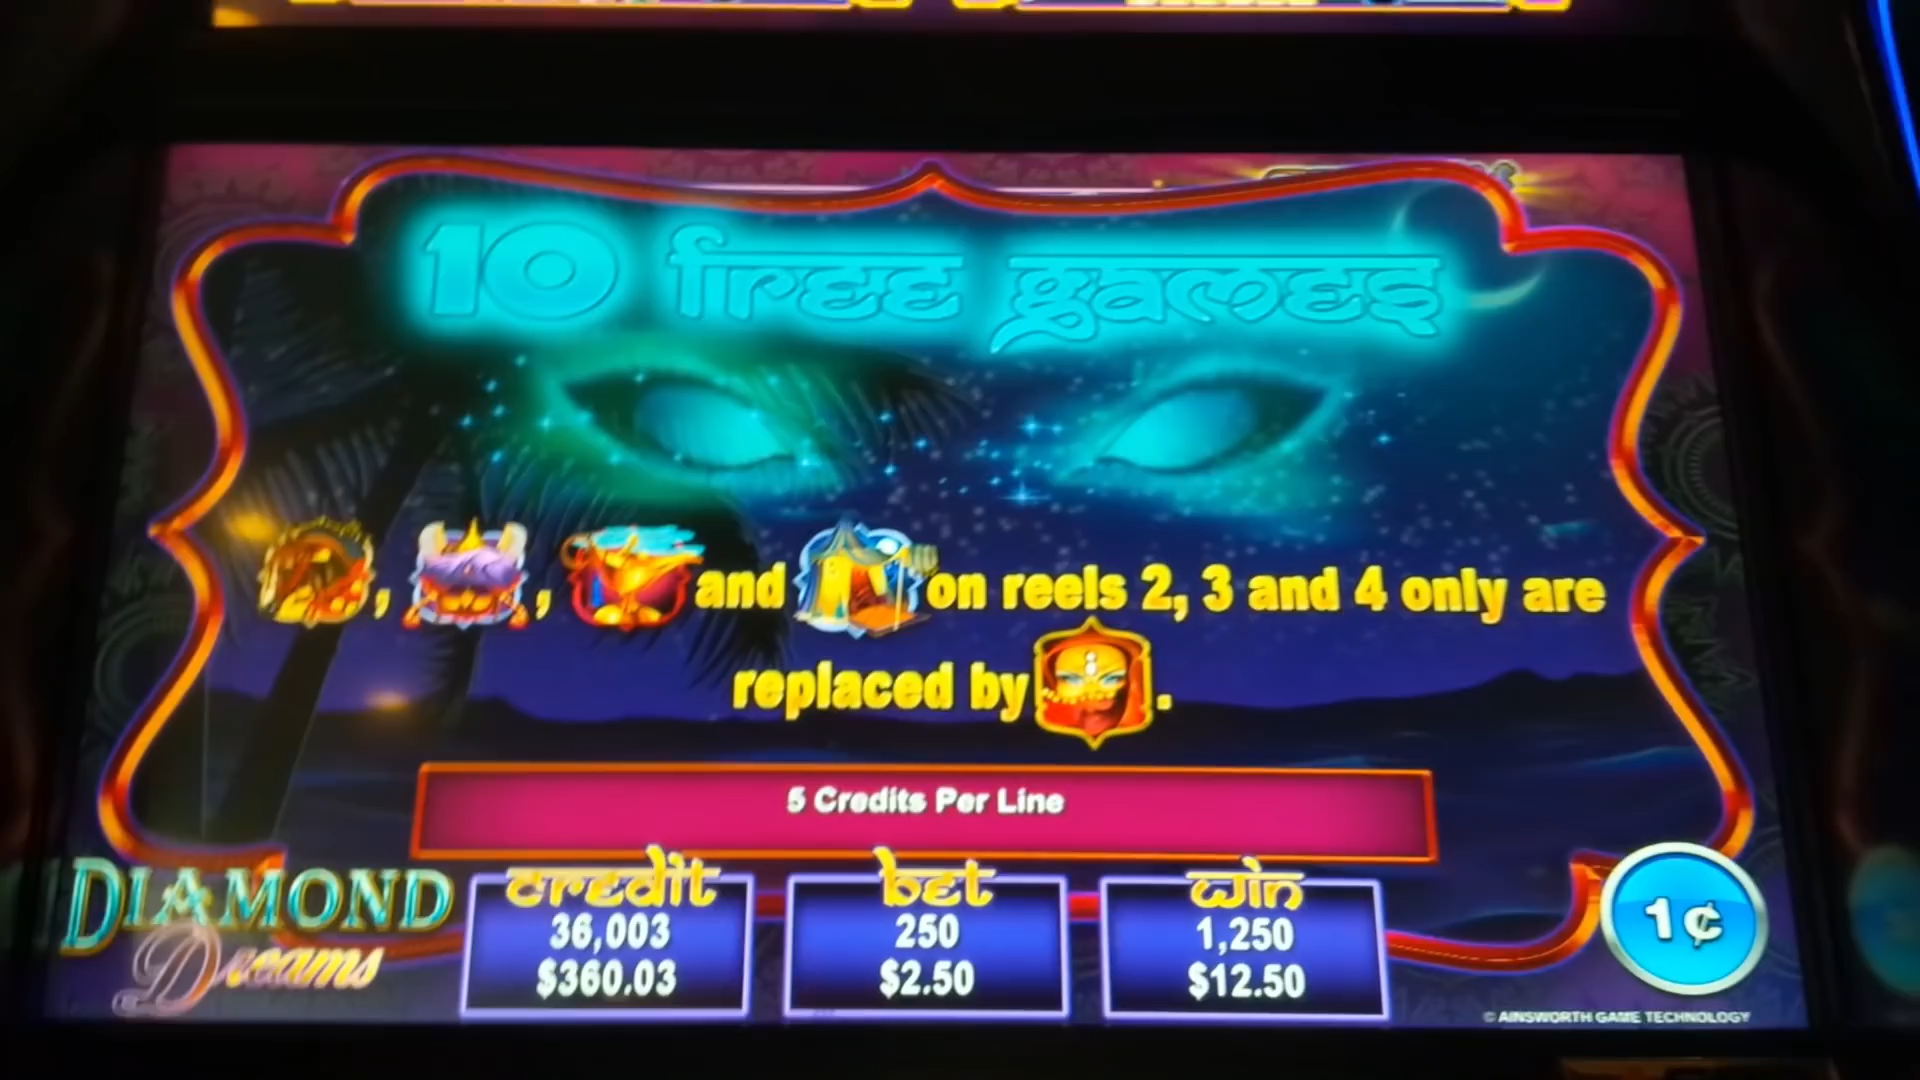 10 free games
, , and on reels 2, 3 and 4 only are
replaced by .
5 Credits Per Line
DIAMOND
Dreams
credit
36,003
$360.03
bet
250
$2.50
win
1,250
$12.50
1¢
© AINSWORTH GAME TECHNOLOGY